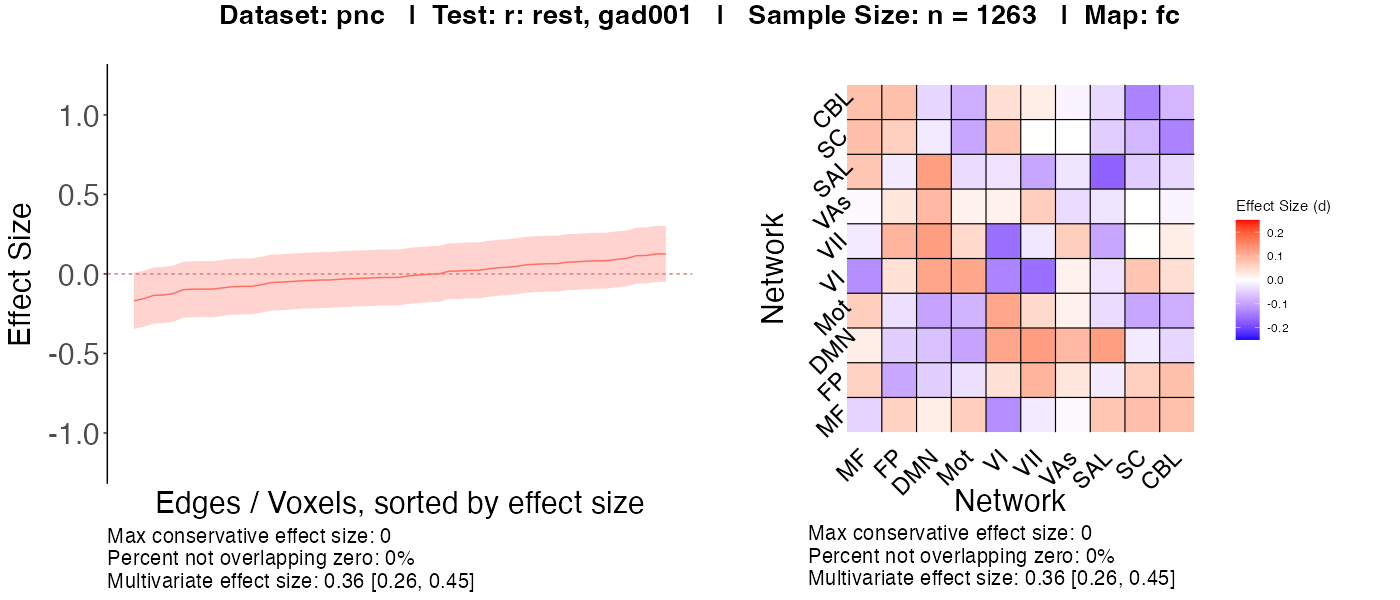 Dataset: pnc | Test: r: rest, gad001 | Sample Size: n = 1263 | Map: fc
Effect Size
1.0
0.5
0.0
-0.5
-1.0
Edges / Voxels, sorted by effect size
Max conservative effect size: 0
Percent not overlapping zero: 0%
Multivariate effect size: 0.36 [0.26, 0.45]
Network
CBL
SC
SAL
VAs
VII
VI
Mot
DMN
FP
MF
MF
FP
DMN
Mot
VI
VII
VAs
SAL
SC
CBL
Network
Max conservative effect size: 0
Percent not overlapping zero: 0%
Multivariate effect size: 0.36 [0.26, 0.45]
Effect Size (d)
0.2
0.1
0.0
-0.1
-0.2